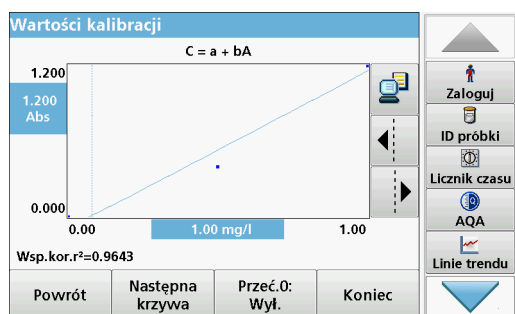 Wartości kalibracji
C = a + bA
1.200
1.200
Abs
0.000
0.00
1.00 mg/l
1.00
Wsp.kor.r²=0.9643
Powrót
Następna
krzywa
Przeć.0:
Wył.
Koniec
Zaloguj
ID próbki
Licznik czasu
AQA
Linie trendu